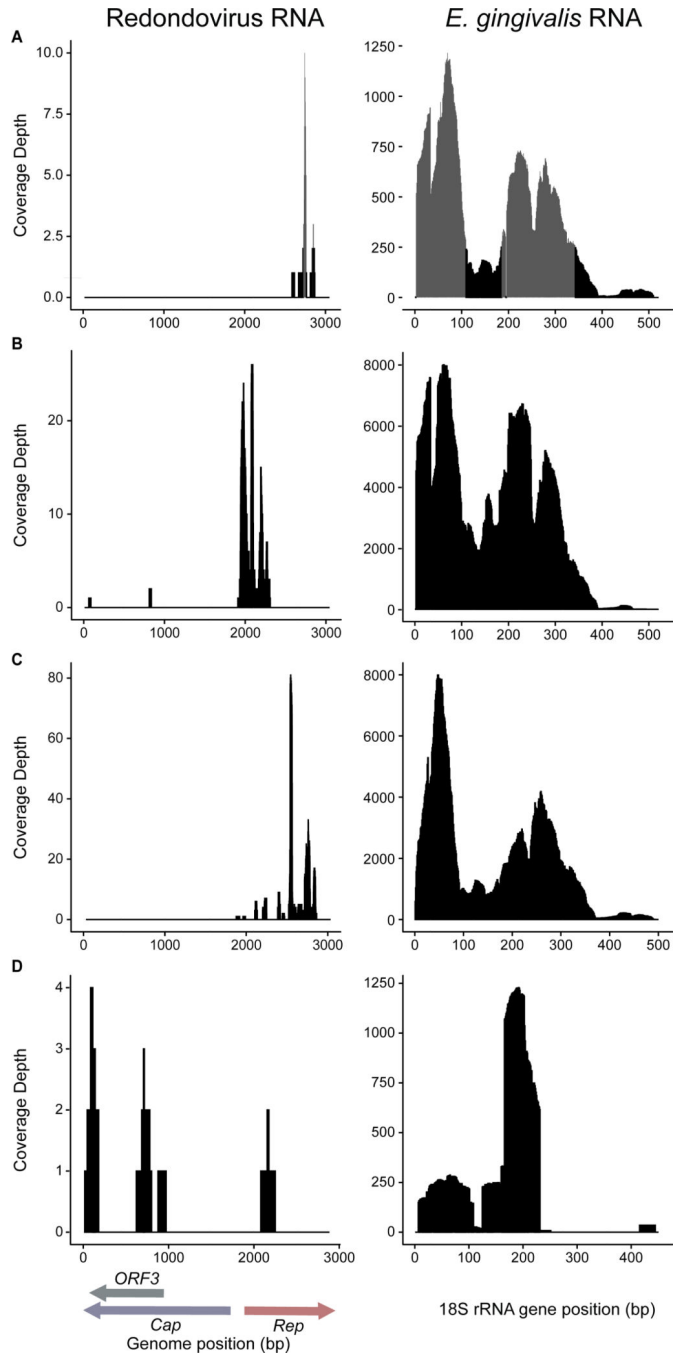 Redondovirus RNA
E. gingivalis RNA
A
Coverage Depth
10.0
7.5
5.0
2.5
0.0
0 1000 2000 3000
1250
1000
750
500
250
0
0 100 200 300 400 500
B
Coverage Depth
20
10
0
0 1000 2000 3000
8000
6000
4000
2000
0
0 100 200 300 400 500
C
Coverage Depth
80
60
40
20
0
0 1000 2000 3000
8000
6000
4000
2000
0
0 100 200 300 400 500
D
Coverage Depth
4
3
2
1
0
0 1000 2000 3000
1250
1000
750
500
250
0
0 100 200 300 400
ORF3
Cap
Rep
Genome position (bp)
18S rRNA gene position (bp)